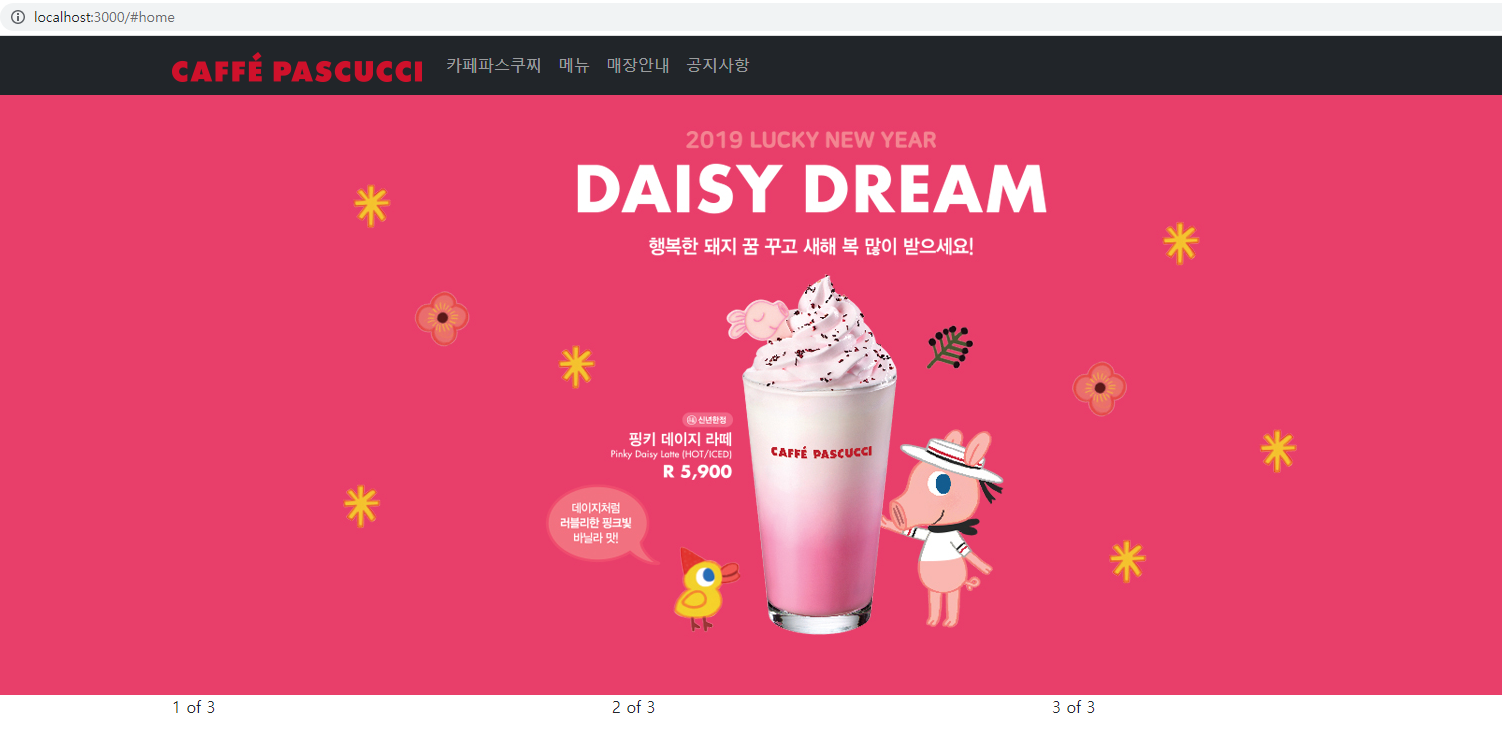 localhost:3000/#home
CAFFÉ PASCUCCI 카페파스쿠찌 메뉴 매장안내 공지사항
2019 LUCKY NEW YEAR
DAISY DREAM
행복한 돼지 꿈 꾸고 새해 복 많이 받으세요!
신년한정
핑키 데이지 라떼
Pinky Daisy Latte (HOT/ICED)
R 5,900
CAFFÉ PASCUCCI
데이지처럼
러블리한 핑크빛
바닐라 맛!
1 of 3 2 of 3 3 of 3